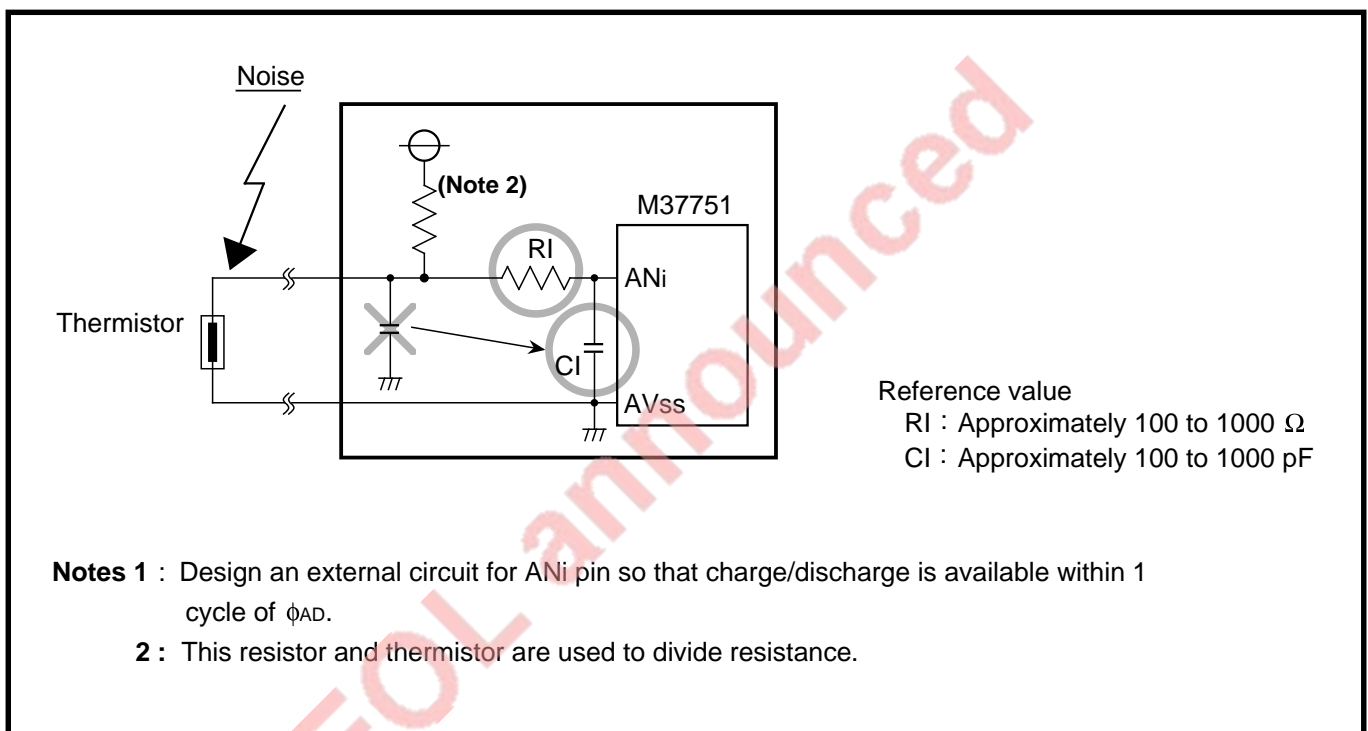 Noise
(Note 2)
M37751
RI
ANi
Thermistor
CI
AVss
Reference value
RI : Approximately 100 to 1000 Ω
CI : Approximately 100 to 1000 pF
Notes 1 : Design an external circuit for ANi pin so that charge/discharge is available within 1
cycle of ϕAD.
2 : This resistor and thermistor are used to divide resistance.
EOL announced